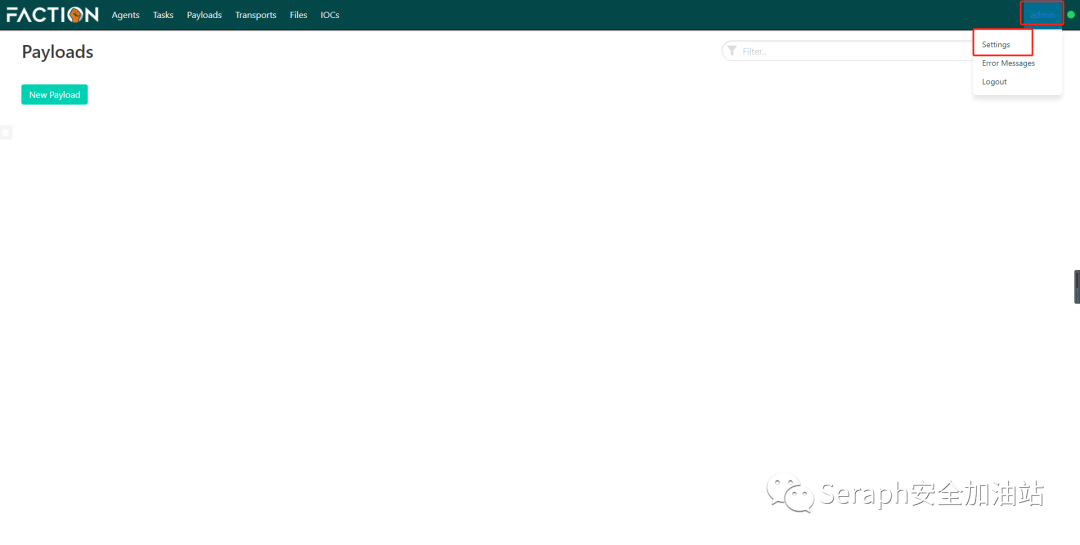 FACTION Agents Tasks Payloads Transports Files IOCs admin
Payloads
Filter...
Settings
Error Messages
Logout
New Payload
Seraph安全加油站